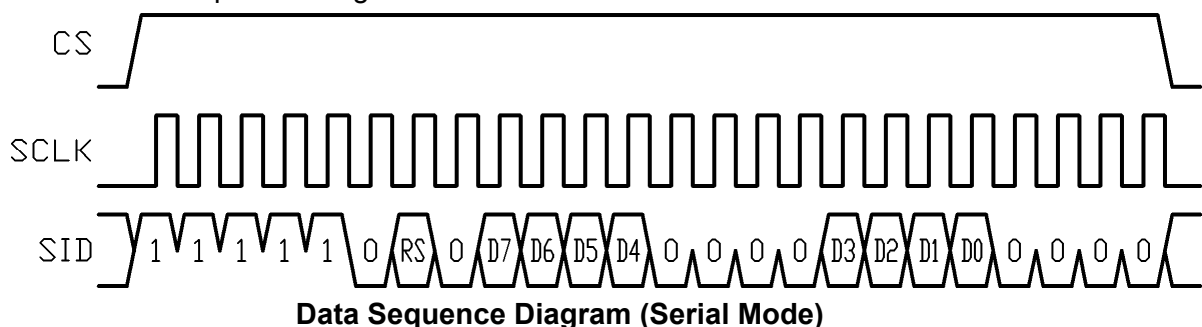 CS
SCLK
SID 1 1 1 1 1 0 RS 0 D7 D6 D5 D4 0 0 0 0 D3 D2 D1 D0 0 0 0 0
Data Sequence Diagram (Serial Mode)